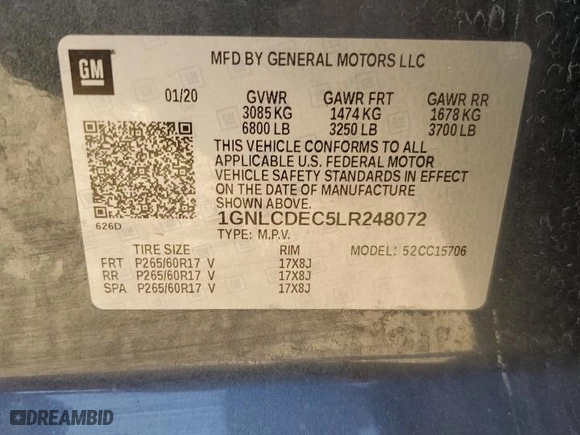 GM
MFD BY GENERAL MOTORS LLC
01/20 GVWR GAWR FRT GAWR RR
3085 KG 1474 KG 1678 KG
6800 LB 3250 LB 3700 LB
THIS VEHICLE CONFORMS TO ALL
APPLICABLE U.S. FEDERAL MOTOR
VEHICLE SAFETY STANDARDS IN EFFECT
ON THE DATE OF MANUFACTURE
SHOWN ABOVE.
626D
1GNLCDEC5LR248072
TYPE: M.P.V.
TIRE SIZE RIM MODEL: 52CC15706
FRT P265/60R17 V 17X8J
RR P265/60R17 V 17X8J
SPA P265/60R17 V 17X8J
DREAMBID